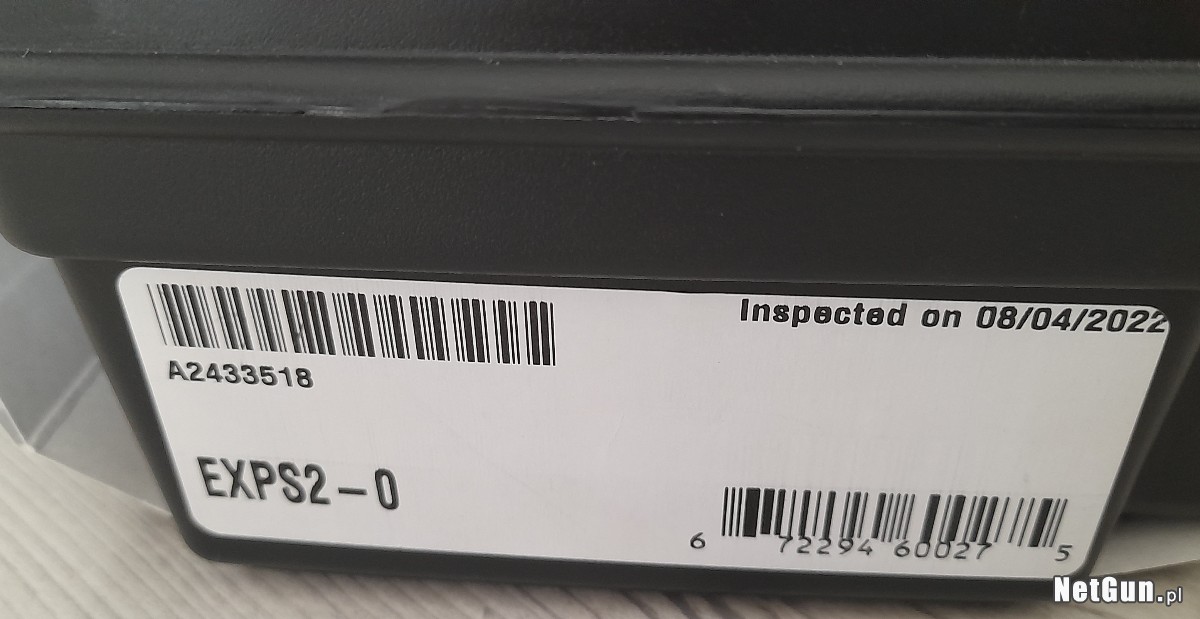 Inspected on 08/04/2022
A2433518
EXPS2-0
6 72294 60027 5
NetGun.pl